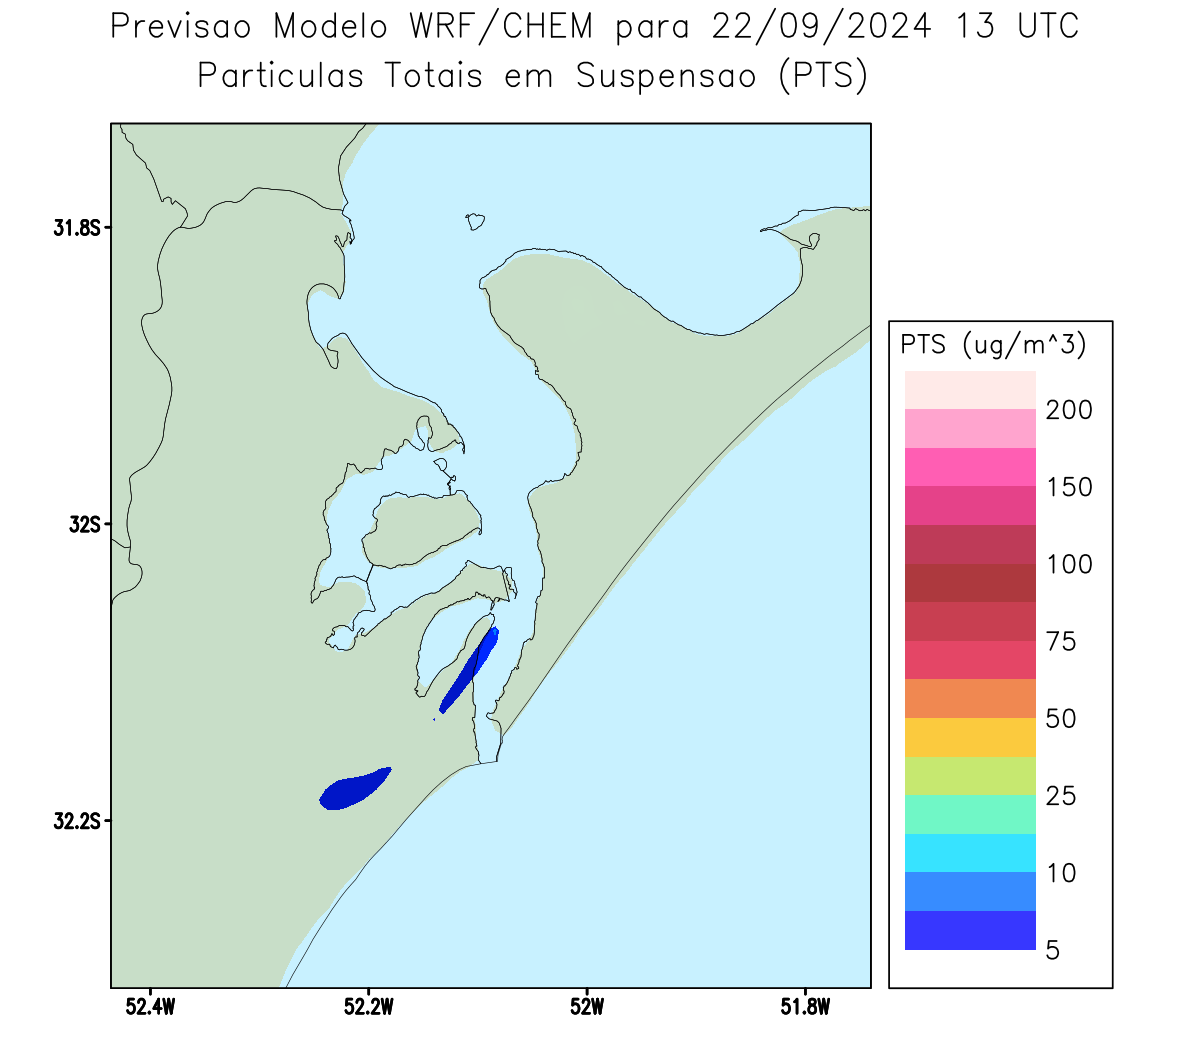 Previsao Modelo WRF/CHEM para 22/09/2024 13 UTC
Particulas Totais em Suspensao (PTS)
31.8S
32S
32.2S
52.4W
52.2W
52W
51.8W
PTS (ug/m^3)
200
150
100
75
50
25
10
5